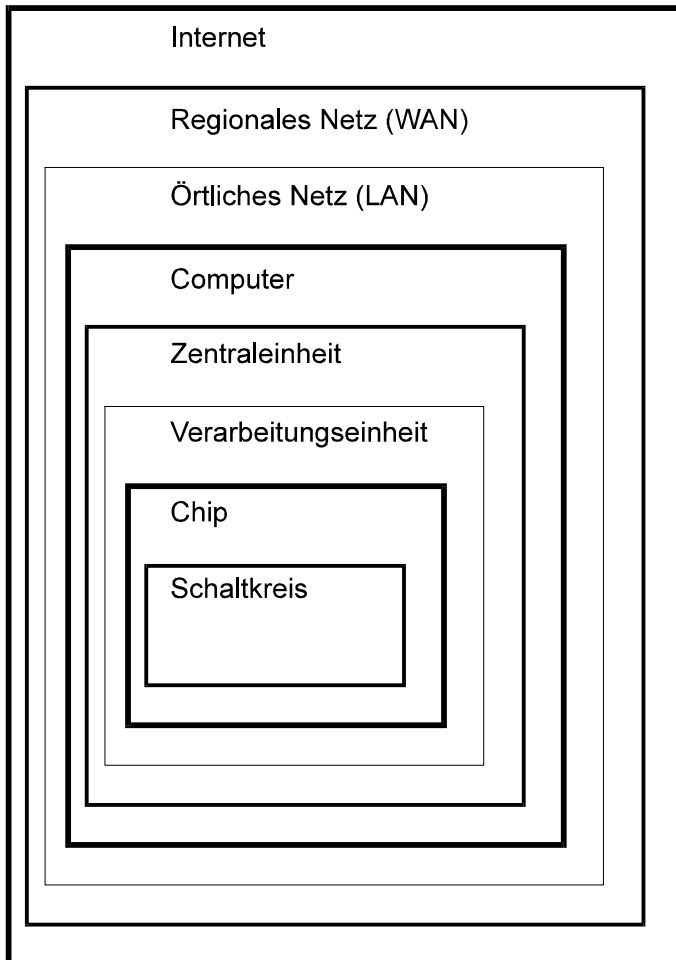 Internet
Regionales Netz (WAN)
Örtliches Netz (LAN)
Computer
Zentraleinheit
Verarbeitungseinheit
Chip
Schaltkreis